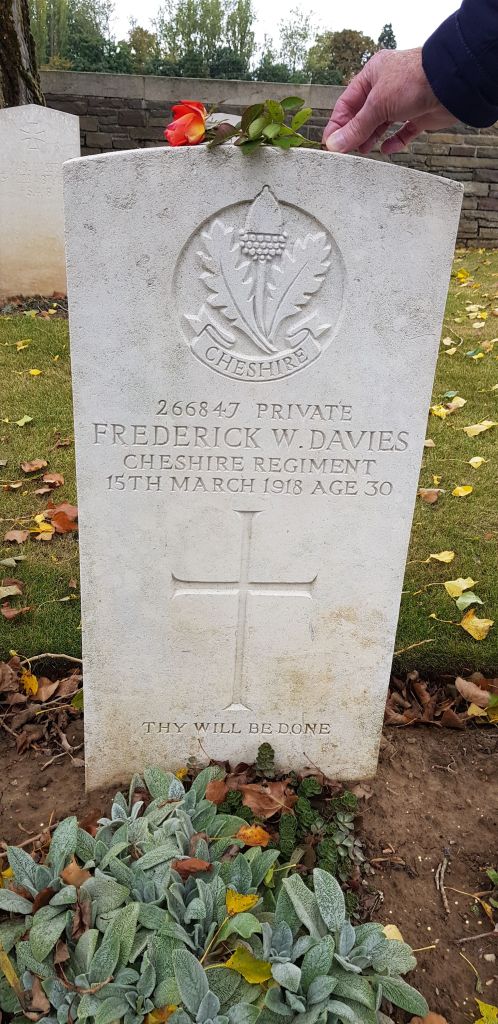 CHESHIRE
266847 PRIVATE
FREDERICK W. DAVIES
CHESHIRE REGIMENT
15TH MARCH 1918 AGE 30
THY WILL BE DONE